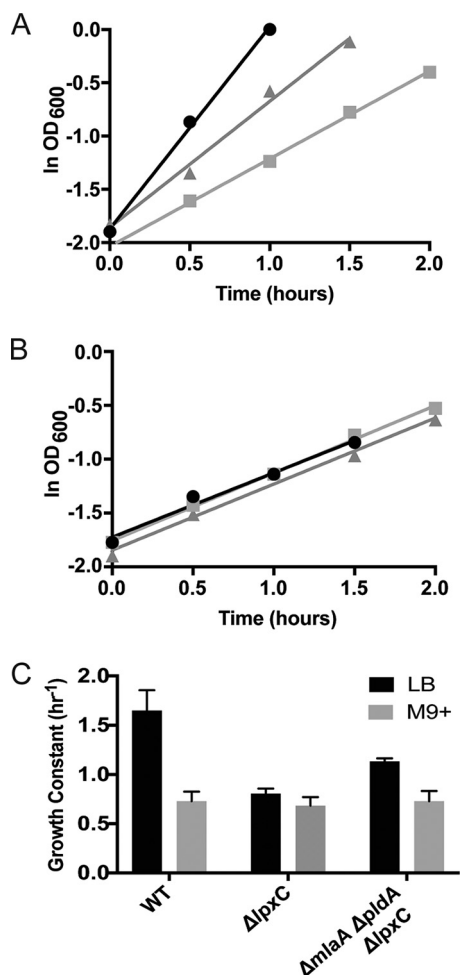 A
ln OD600
0.0
-0.5
-1.0
-1.5
-2.0
0.0 0.5 1.0 1.5 2.0
Time (hours)
B
ln OD600
0.0
-0.5
-1.0
-1.5
-2.0
0.0 0.5 1.0 1.5 2.0
Time (hours)
C
Growth Constant (hr-1)
2.0
1.5
1.0
0.5
0.0
LB
M9+
WT
ΔlpxC
ΔmlaA ΔpldA
ΔlpxC